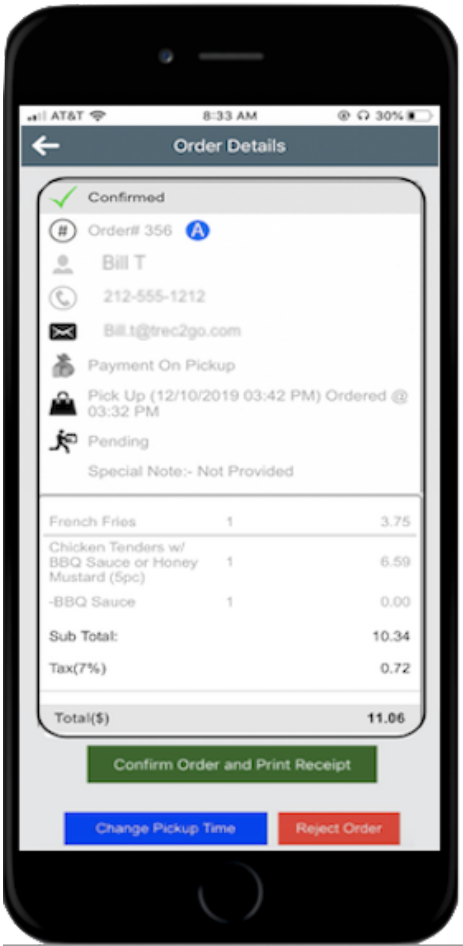 AT&T 8:33 AM 30%
Order Details
Confirmed
# Order# 356 A
Bill T
212-555-1212
Bill.t@trec2go.com
Payment On Pickup
Pick Up (12/10/2019 03:42 PM) Ordered @
03:32 PM
Pending
Special Note:- Not Provided
French Fries 1 3.75
Chicken Tenders w/
BBQ Sauce or Honey 1 6.59
Mustard (5pc)
-BBQ Sauce 1 0.00
Sub Total: 10.34
Tax(7%) 0.72
Total($) 11.06
Confirm Order and Print Receipt
Change Pickup Time Reject Order